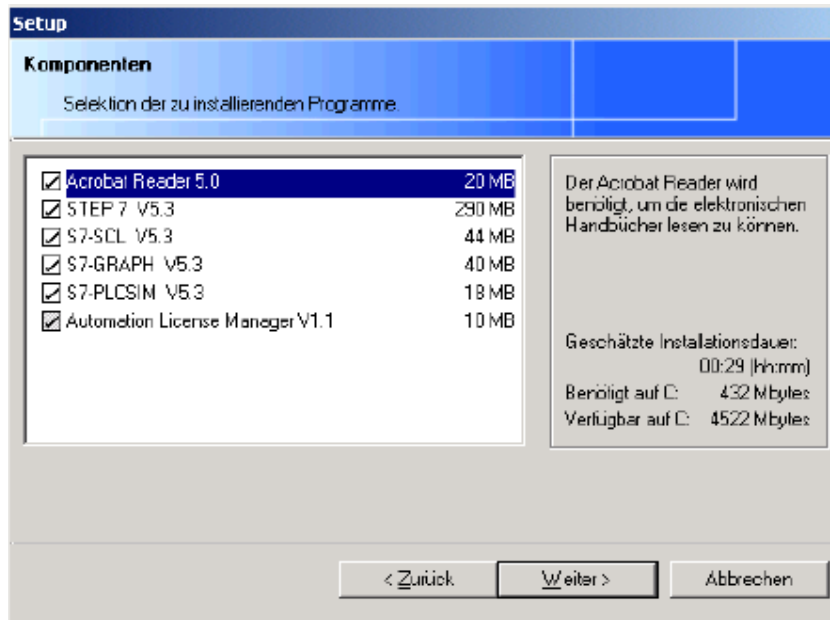 Setup
Komponenten
Selektion der zu installierenden Programme.
Acrobat Reader 5.0 20 MB
STEP 7 V5.3 290 MB
S7-SCL V5.3 44 MB
S7-GRAPH V5.3 40 MB
S7-PLCSIM V5.3 18 MB
Automation License Manager V1.1 10 MB
Der Acrobat Reader wird
benötigt, um die elektronischen
Handbücher lesen zu können.
Geschätzte Installationsdauer:
00:29 (hh:mm)
Benötigt auf C: 432 Mbytes
Verfügbar auf C: 4522 Mbytes
< Zurück
Weiter >
Abbrechen